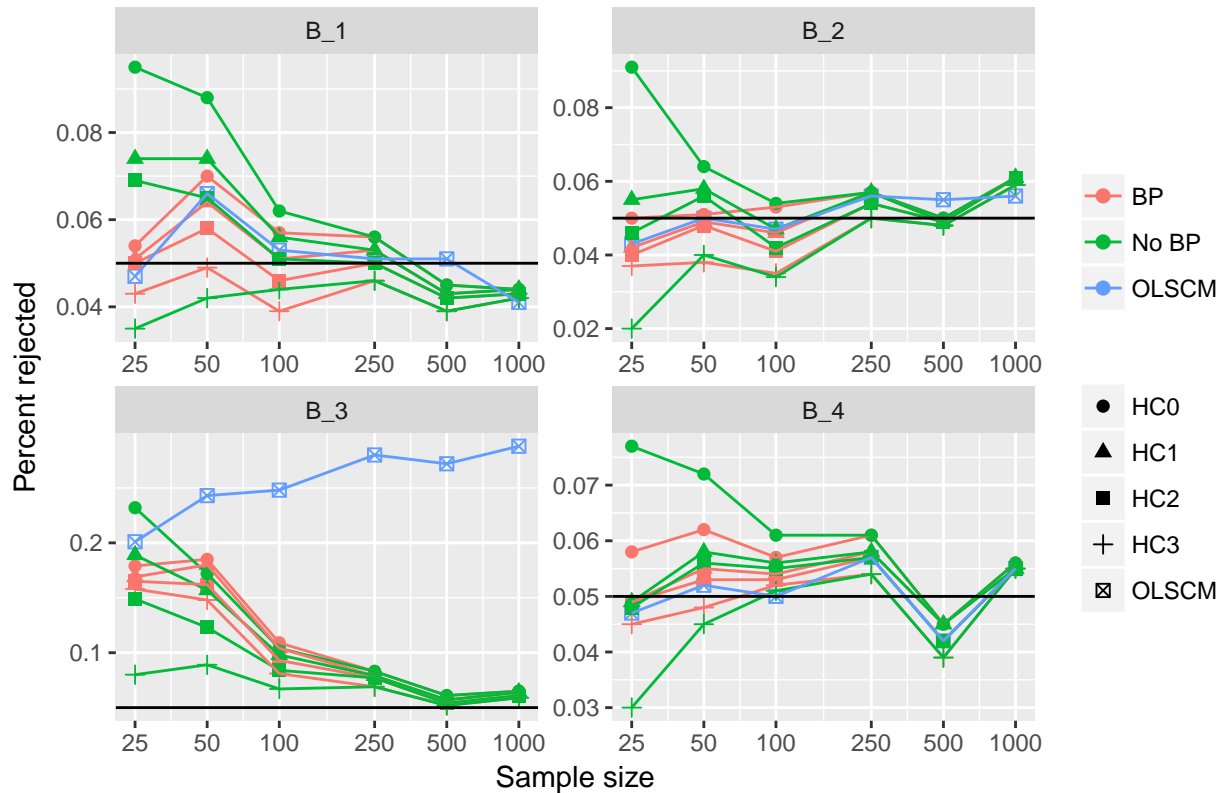 B_1
B_2
0.08
0.06
0.04
0.08
0.06
0.04
0.02
25 50 100 250 500 1000
25 50 100 250 500 1000
B_3
B_4
0.2
0.1
0.07
0.06
0.05
0.04
0.03
25 50 100 250 500 1000
25 50 100 250 500 1000
Percent rejected
Sample size
BP
No BP
OLSCM
HC0
HC1
HC2
HC3
OLSCM